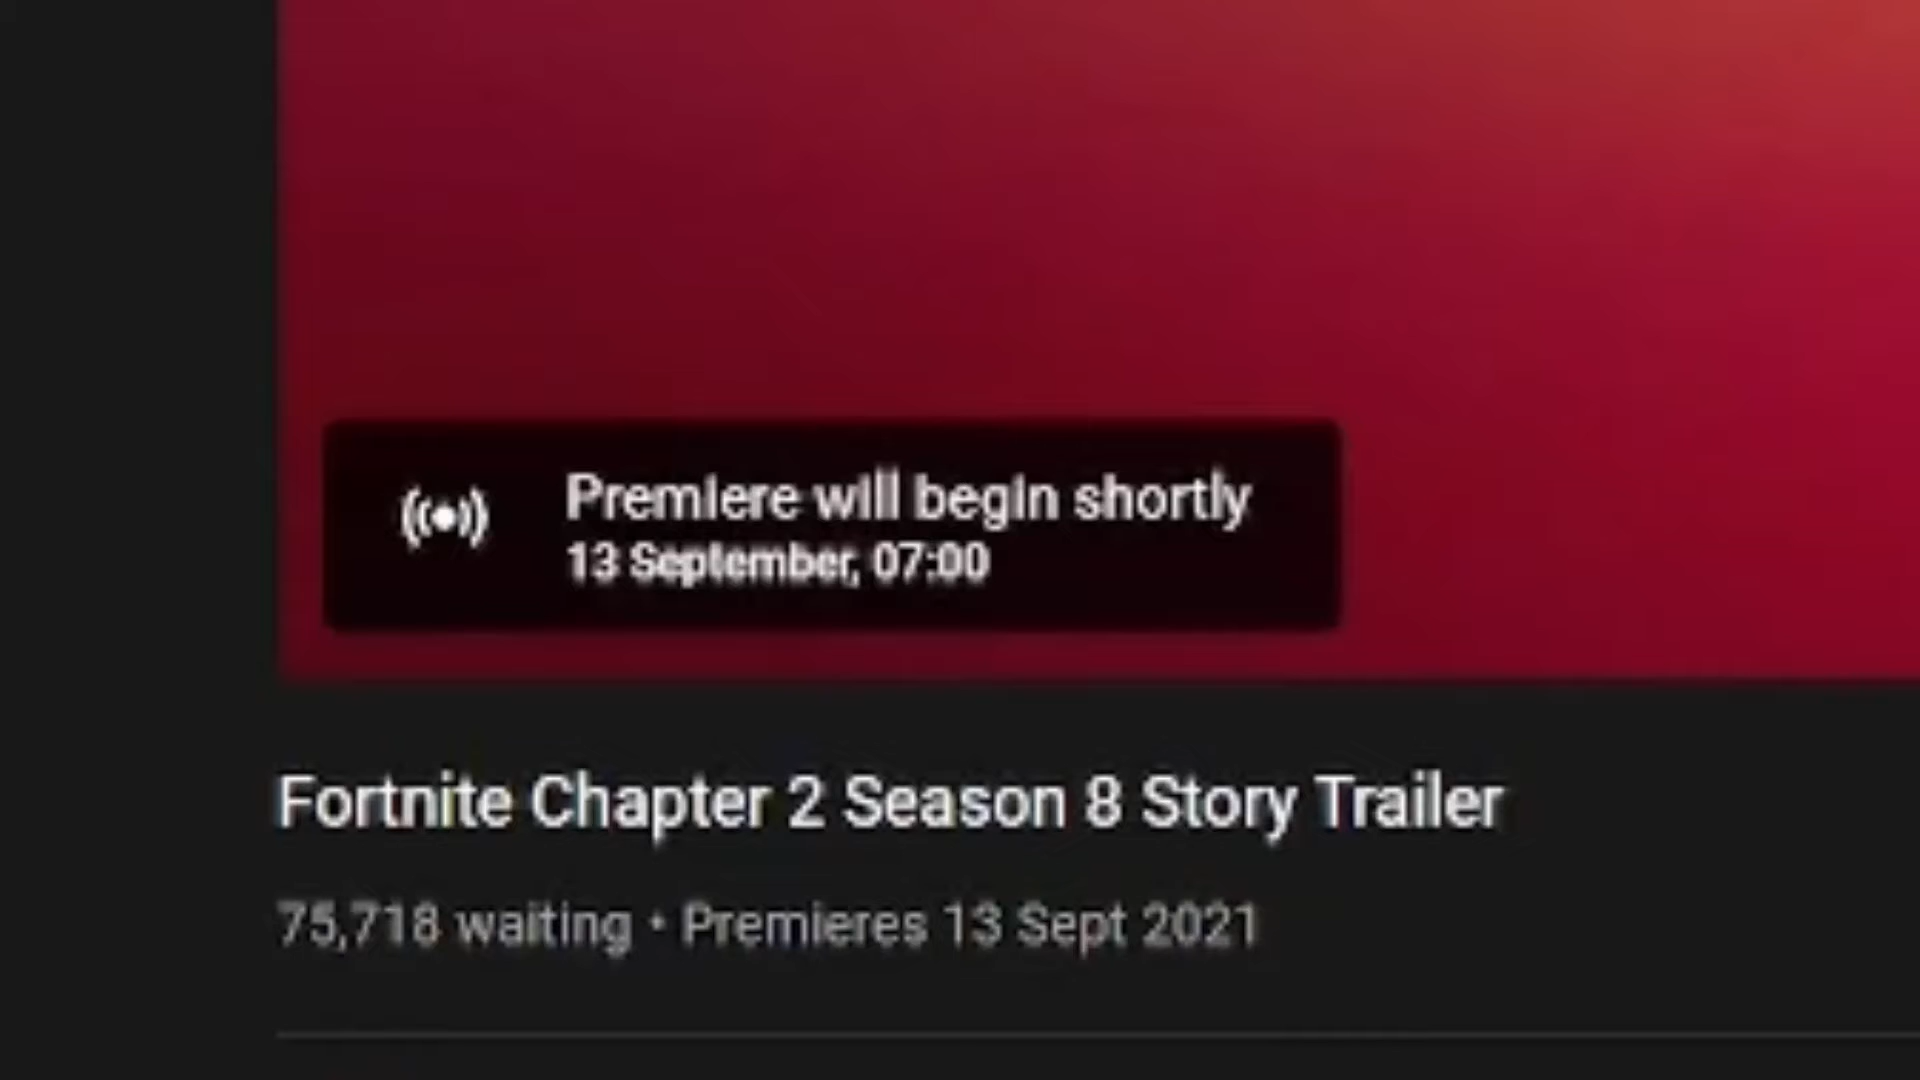 Premiere will begin shortly
13 September, 07:00
Fortnite Chapter 2 Season 8 Story Trailer
75,718 waiting • Premieres 13 Sept 2021